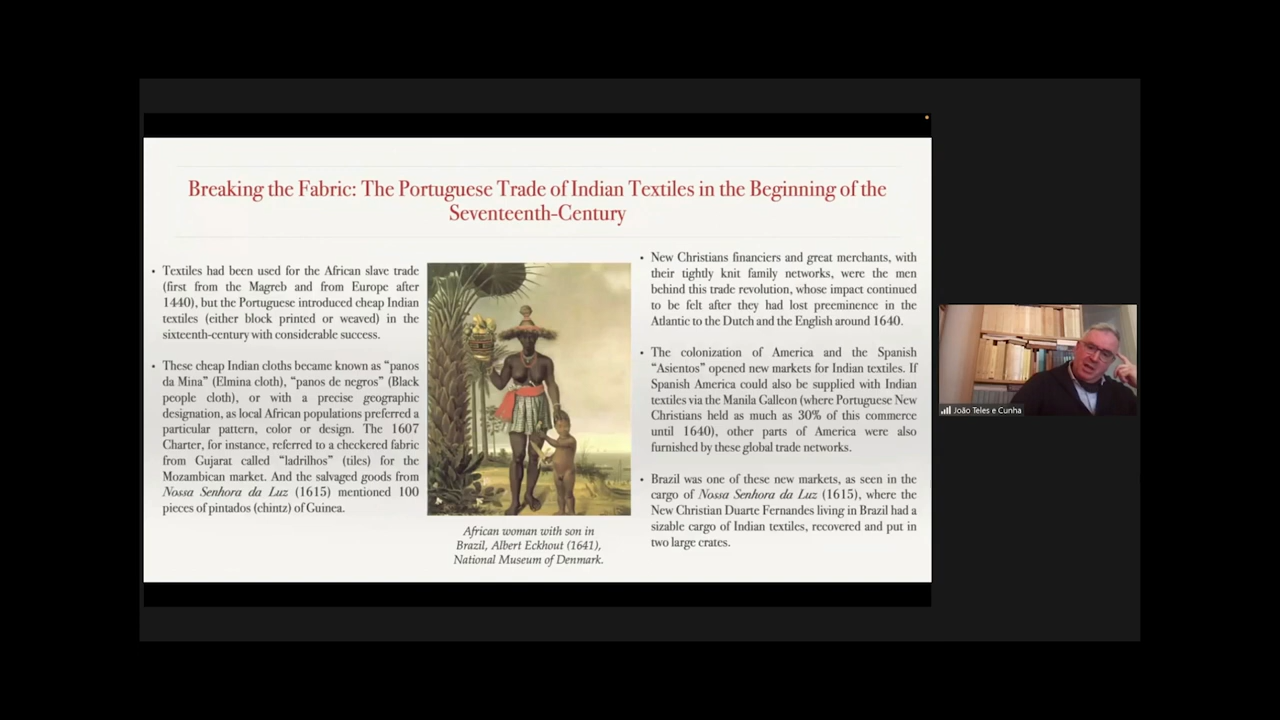 Breaking the Fabric: The Portuguese Trade of Indian Textiles in the Beginning of the
Seventeenth-Century
• Textiles had been used for the African slave trade
(first from the Magreb and from Europe after
1440), but the Portuguese introduced cheap Indian
textiles (either block printed or weaved) in the
sixteenth-century with considerable success.
• These cheap Indian cloths became known as “panos
da Mina” (Elmina cloth), “panos de negros” (Black
people cloth), or with a precise geographic
designation, as local African populations preferred a
particular pattern, color or design. The 1607
Charter, for instance, referred to a checkered fabric
from Gujarat called “ladrilhos” (tiles) for the
Mozambican market. And the salvaged goods from
Nossa Senhora da Luz (1615) mentioned 100
pieces of pintados (chintz) of Guinea.
African woman with son in
Brazil, Albert Eckhout (1641),
National Museum of Denmark.
• New Christians financiers and great merchants, with
their tightly knit family networks, were the men
behind this trade revolution, whose impact continued
to be felt after they had lost preeminence in the
Atlantic to the Dutch and the English around 1640.
• The colonization of America and the Spanish
“Asientos” opened new markets for Indian textiles. If
Spanish America could also be supplied with Indian
textiles via the Manila Galleon (where Portuguese New
Christians held as much as 30% of this commerce
until 1640), other parts of America were also
furnished by these global trade networks.
• Brazil was one of these new markets, as seen in the
cargo of Nossa Senhora da Luz (1615), where the
New Christian Duarte Fernandes living in Brazil had a
sizable cargo of Indian textiles, recovered and put in
two large crates.
João Teles e Cunha